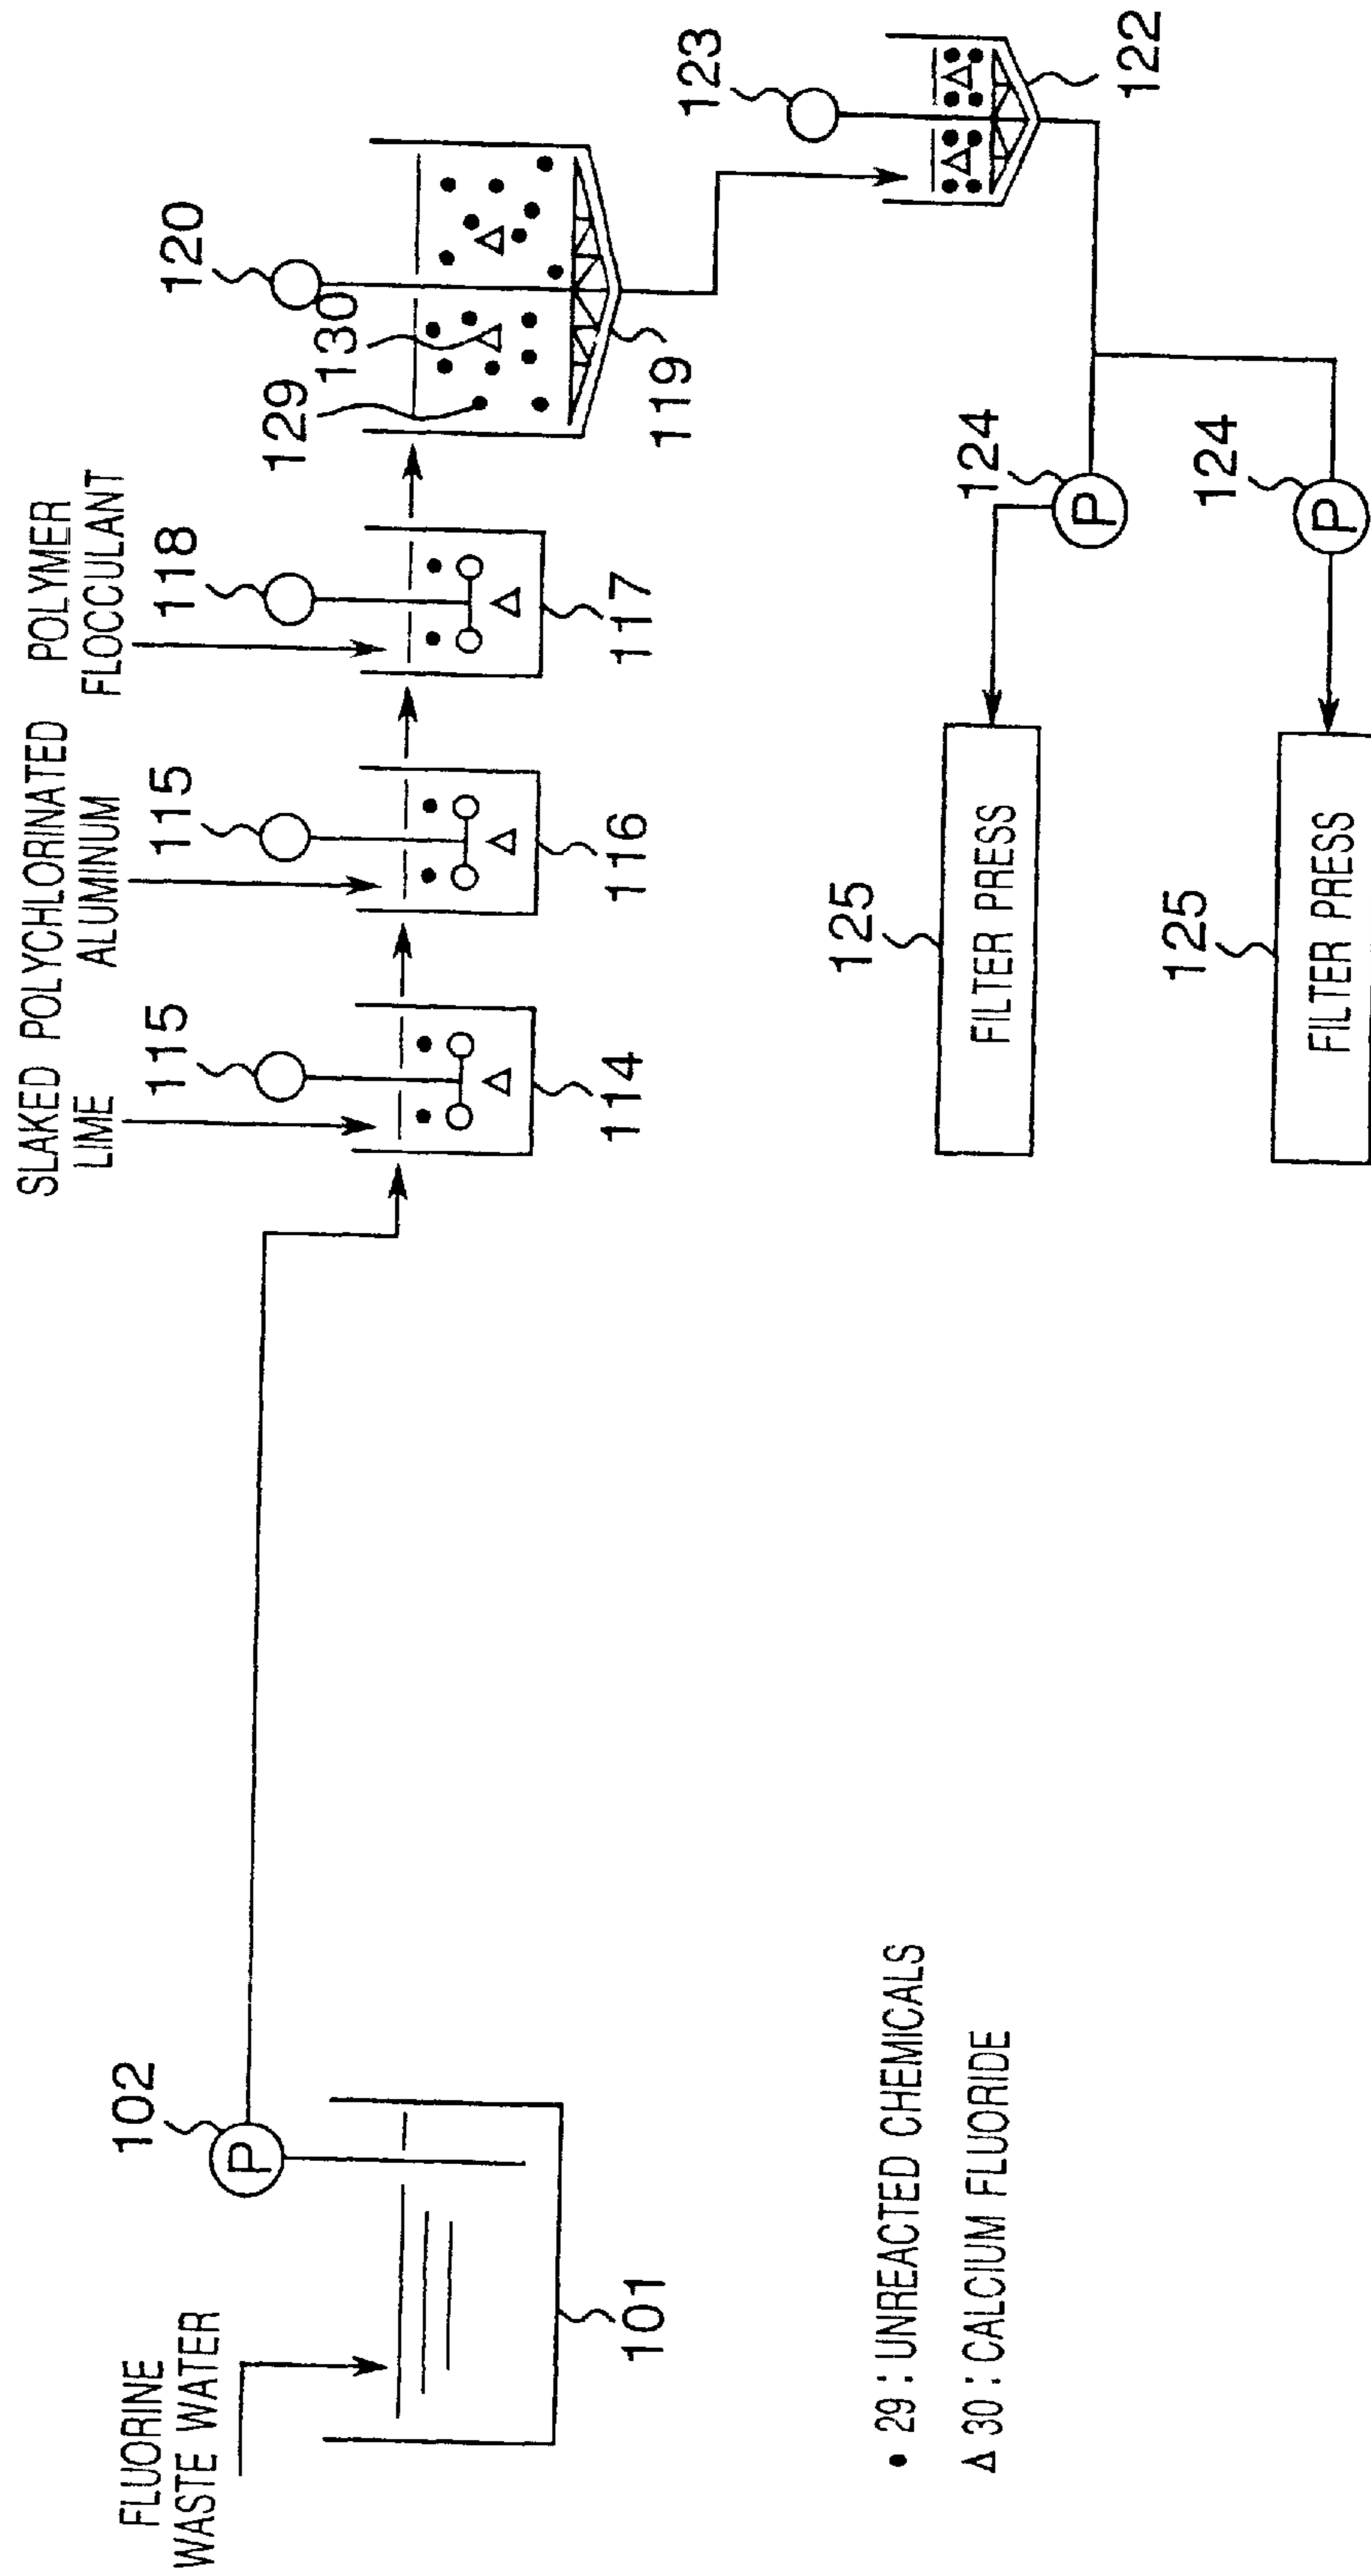 FLUORINE
WASTE WATER
102
P
101
SLAKED
LIME
115
114
POLYCHLORINATED
ALUMINUM
115
116
POLYMER
FLOCCULANT
118
117
120
129
130
119
123
122
124
P
124
P
125
FILTER PRESS
125
FILTER PRESS
• 29 : UNREACTED CHEMICALS
△ 30 : CALCIUM FLUORIDE